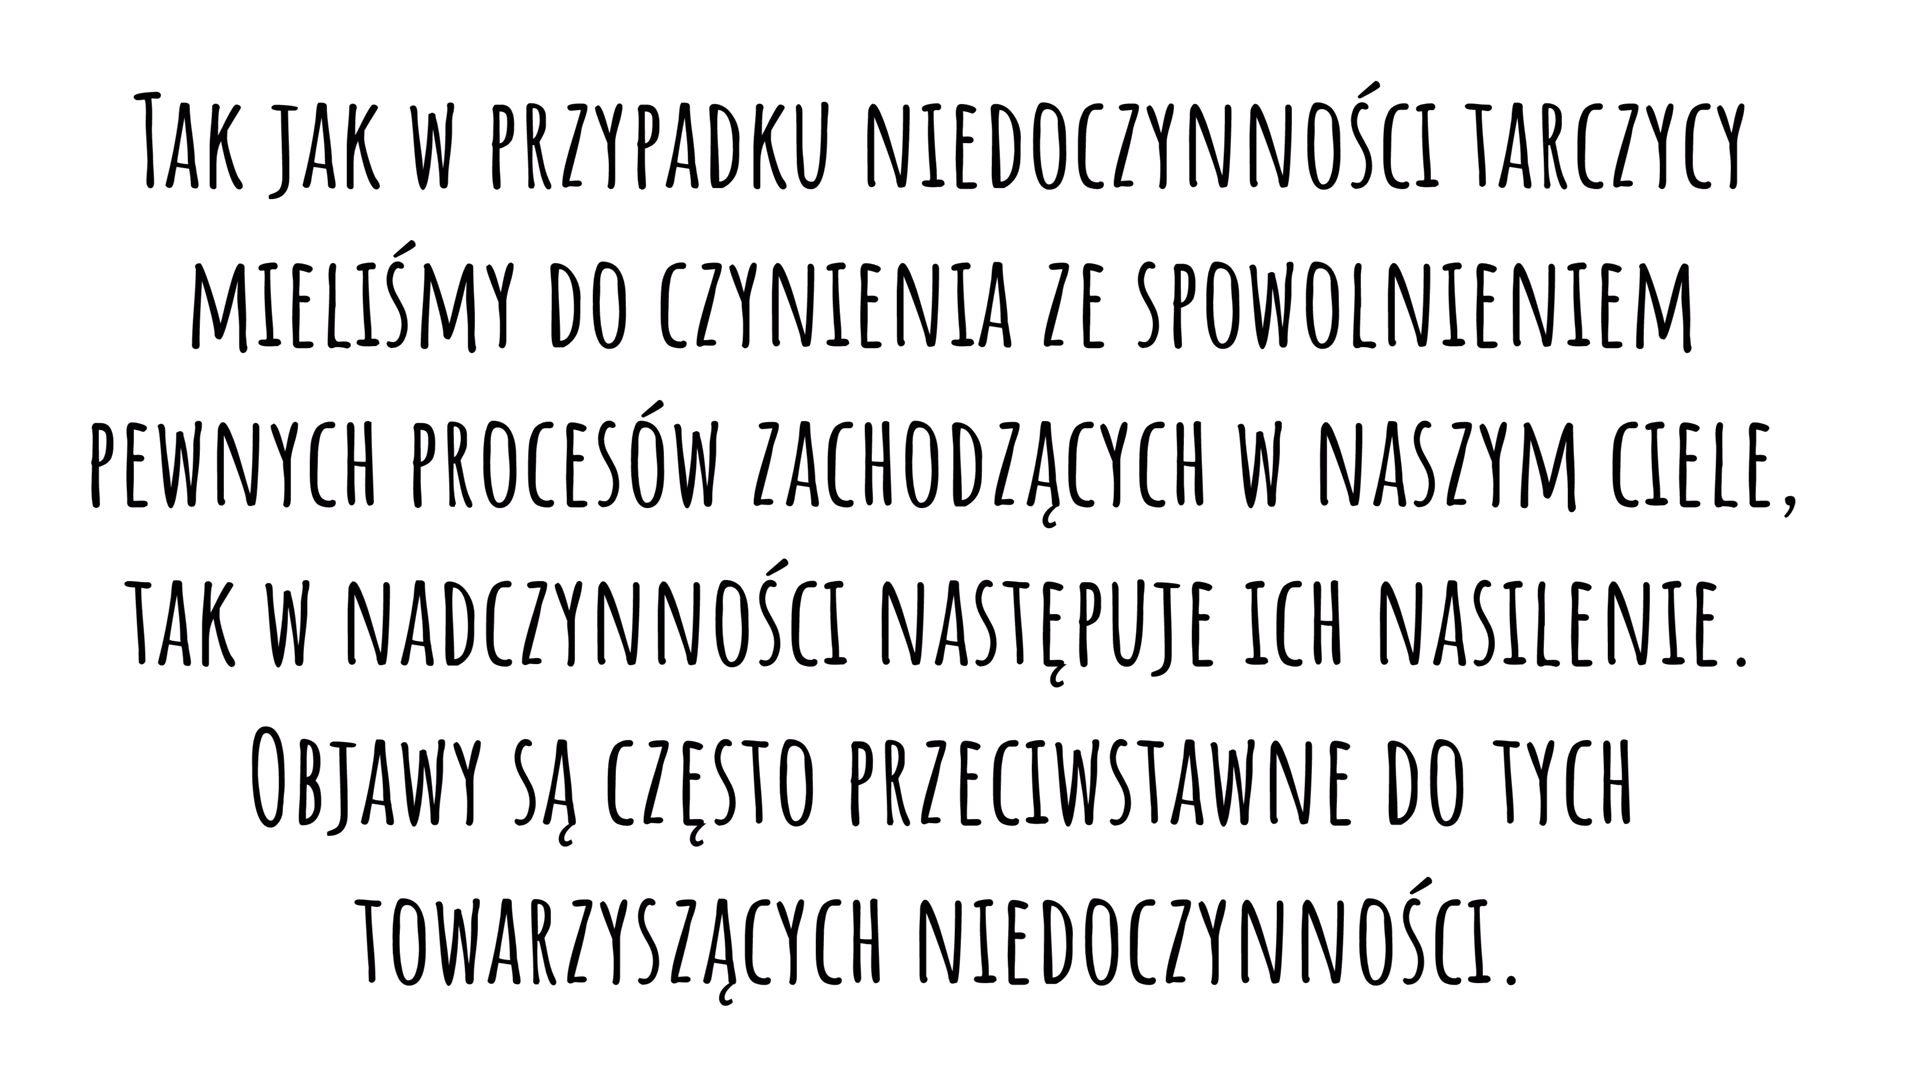 Tak jak w przypadku niedoczynności tarczycy
mieliśmy do czynienia ze spowolnieniem
pewnych procesów zachodzących w naszym ciele,
tak w nadczynności następuje ich nasilenie.
Objawy są często przeciwstawne do tych
towarzyszących niedoczynności.